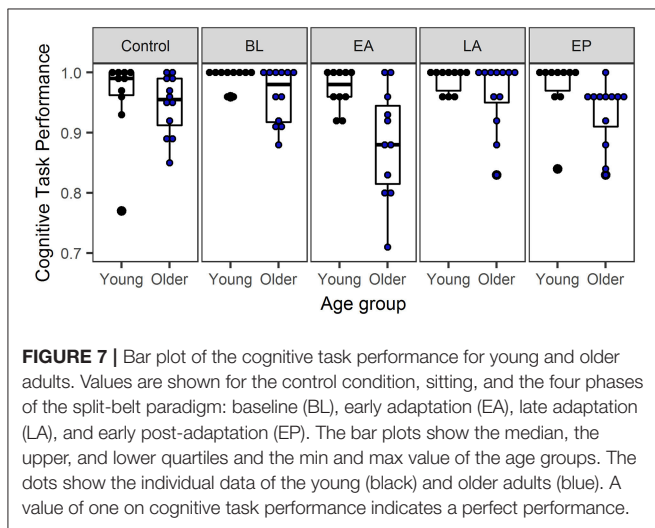 Control BL EA LA EP
Cognitive Task Performance
1.0
0.9
0.8
0.7
Young Older Young Older Young Older Young Older Young Older
Age group
FIGURE 7 | Bar plot of the cognitive task performance for young and older
adults. Values are shown for the control condition, sitting, and the four phases
of the split-belt paradigm: baseline (BL), early adaptation (EA), late adaptation
(LA), and early post-adaptation (EP). The bar plots show the median, the
upper, and lower quartiles and the min and max value of the age groups. The
dots show the individual data of the young (black) and older adults (blue). A
value of one on cognitive task performance indicates a perfect performance.